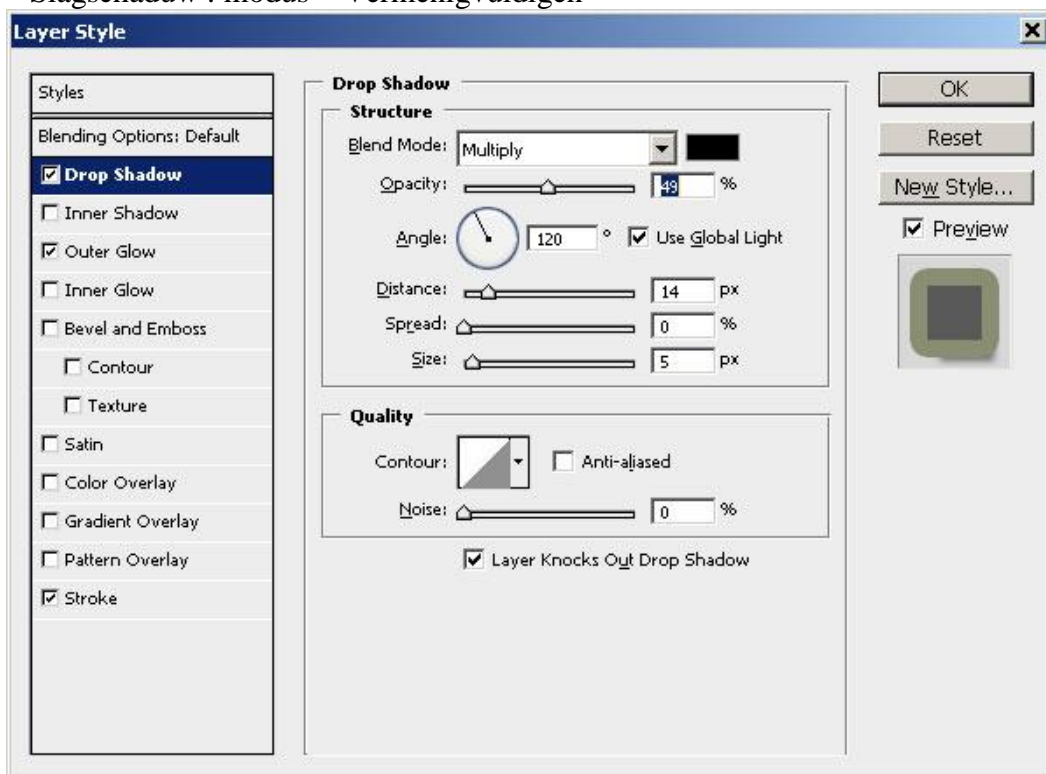 Slagschaduw : modus = vermenigvuldigen
Layer Style
Styles
Blending Options: Default
Drop Shadow
Inner Shadow
Outer Glow
Inner Glow
Bevel and Emboss
Contour
Texture
Satin
Color Overlay
Gradient Overlay
Pattern Overlay
Stroke
Drop Shadow
Structure
Blend Mode: Multiply
Opacity: 49 %
Angle: 120 ° Use Global Light
Distance: 14 px
Spread: 0 %
Size: 5 px
Quality
Contour: Anti-aliased
Noise: 0 %
Layer Knocks Out Drop Shadow
OK
Reset
New Style...
Preview